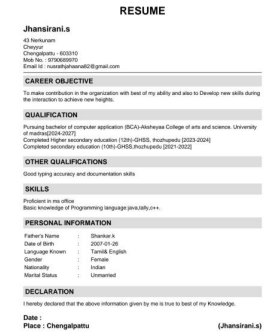 RESUME
Jhansirani.s
43 Nerkunam
Cheyyur
Chengalpattu - 603310
Mob No. : 9790689970
Email Id : nusrathjahaana82@gmail.com
CAREER OBJECTIVE
To make contribution in the organization with best of my ability and also to Develop new skills during
the interaction to achieve new heights.
QUALIFICATION
Pursuing bachelor of computer application (BCA)-Aksheyaa College of arts and science. University
of madras[2024-2027]
Completed Higher secondary education (12th)-GHSS, thozhupedu [2023-2024]
Completed secondary education (10th)-GHSS,thozhupedu [2021-2022]
OTHER QUALIFICATIONS
Good typing accuracy and documentation skills
SKILLS
Proficient in ms office
Basic knowledge of Programming language:java,tally,c++.
PERSONAL INFORMATION
Father's Name : Shankar.k
Date of Birth : 2007-01-26
Language Known : Tamil& English
Gender : Female
Nationality : Indian
Marital Status : Unmarried
DECLARATION
I hereby declared that the above information given by me is true to best of my Knowledge.
Date :
Place : Chengalpattu (Jhansirani.s)